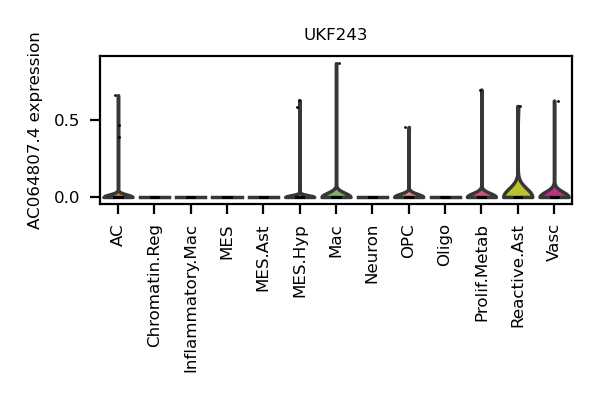 UKF243
AC064807.4 expression
0.5
0.0
AC
Chromatin.Reg
Inflammatory.Mac
MES
MES.Ast
MES.Hyp
Mac
Neuron
OPC
Oligo
Prolif.Metab
Reactive.Ast
Vasc